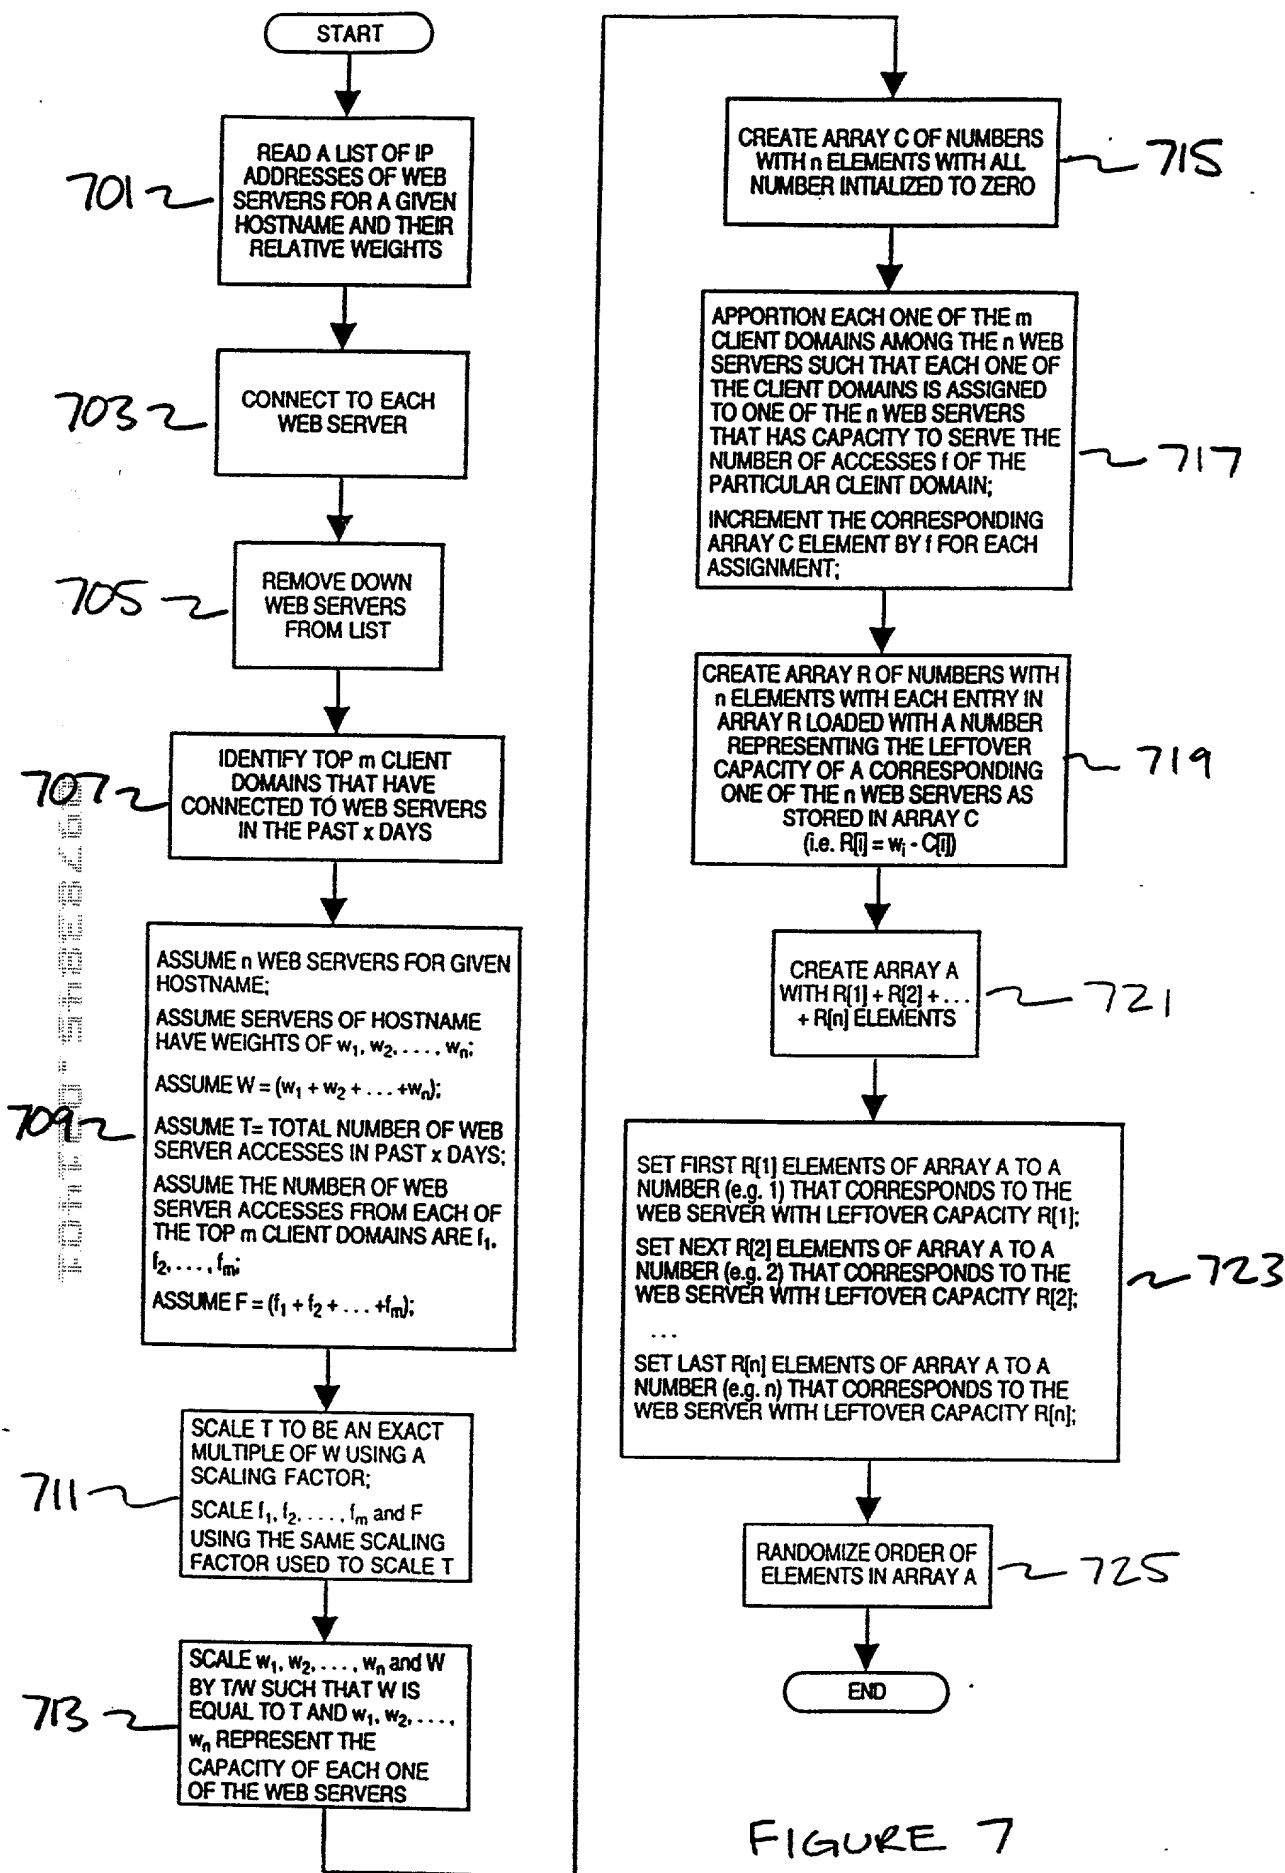 START
READ A LIST OF IP
ADDRESSES OF WEB
SERVERS FOR A GIVEN
HOSTNAME AND THEIR
RELATIVE WEIGHTS
701
CONNECT TO EACH
WEB SERVER
703
REMOVE DOWN
WEB SERVERS
FROM LIST
705
IDENTIFY TOP m CLIENT
DOMAINS THAT HAVE
CONNECTED TO WEB SERVERS
IN THE PAST x DAYS
707
ASSUME n WEB SERVERS FOR GIVEN
HOSTNAME;
ASSUME SERVERS OF HOSTNAME
HAVE WEIGHTS OF w₁, w₂, . . . , wₙ;
ASSUME W = (w₁ + w₂ + . . . +wₙ);
ASSUME T= TOTAL NUMBER OF WEB
SERVER ACCESSES IN PAST x DAYS;
ASSUME THE NUMBER OF WEB
SERVER ACCESSES FROM EACH OF
THE TOP m CLIENT DOMAINS ARE f₁,
f₂, . . . , fₘ;
ASSUME F = (f₁ + f₂ + . . . +fₘ);
709
SCALE T TO BE AN EXACT
MULTIPLE OF W USING A
SCALING FACTOR;
SCALE f₁, f₂, . . . , fₘ and F
USING THE SAME SCALING
FACTOR USED TO SCALE T
711
SCALE w₁, w₂, . . . , wₙ and W
BY T/W SUCH THAT W IS
EQUAL TO T AND w₁, w₂, . . . ,
wₙ REPRESENT THE
CAPACITY OF EACH ONE
OF THE WEB SERVERS
713
CREATE ARRAY C OF NUMBERS
WITH n ELEMENTS WITH ALL
NUMBER INTIALIZED TO ZERO
715
APPORTION EACH ONE OF THE m
CLIENT DOMAINS AMONG THE n WEB
SERVERS SUCH THAT EACH ONE OF
THE CLIENT DOMAINS IS ASSIGNED
TO ONE OF THE n WEB SERVERS
THAT HAS CAPACITY TO SERVE THE
NUMBER OF ACCESSES f OF THE
PARTICULAR CLEINT DOMAIN;
INCREMENT THE CORRESPONDING
ARRAY C ELEMENT BY f FOR EACH
ASSIGNMENT;
717
CREATE ARRAY R OF NUMBERS WITH
n ELEMENTS WITH EACH ENTRY IN
ARRAY R LOADED WITH A NUMBER
REPRESENTING THE LEFTOVER
CAPACITY OF A CORRESPONDING
ONE OF THE n WEB SERVERS AS
STORED IN ARRAY C
(i.e. R[i] = wᵢ - C[i])
719
CREATE ARRAY A
WITH R[1] + R[2] + . . .
+ R[n] ELEMENTS
721
SET FIRST R[1] ELEMENTS OF ARRAY A TO A
NUMBER (e.g. 1) THAT CORRESPONDS TO THE
WEB SERVER WITH LEFTOVER CAPACITY R[1];
SET NEXT R[2] ELEMENTS OF ARRAY A TO A
NUMBER (e.g. 2) THAT CORRESPONDS TO THE
WEB SERVER WITH LEFTOVER CAPACITY R[2];
. . .
SET LAST R[n] ELEMENTS OF ARRAY A TO A
NUMBER (e.g. n) THAT CORRESPONDS TO THE
WEB SERVER WITH LEFTOVER CAPACITY R[n];
723
RANDOMIZE ORDER OF
ELEMENTS IN ARRAY A
725
END
FIGURE 7